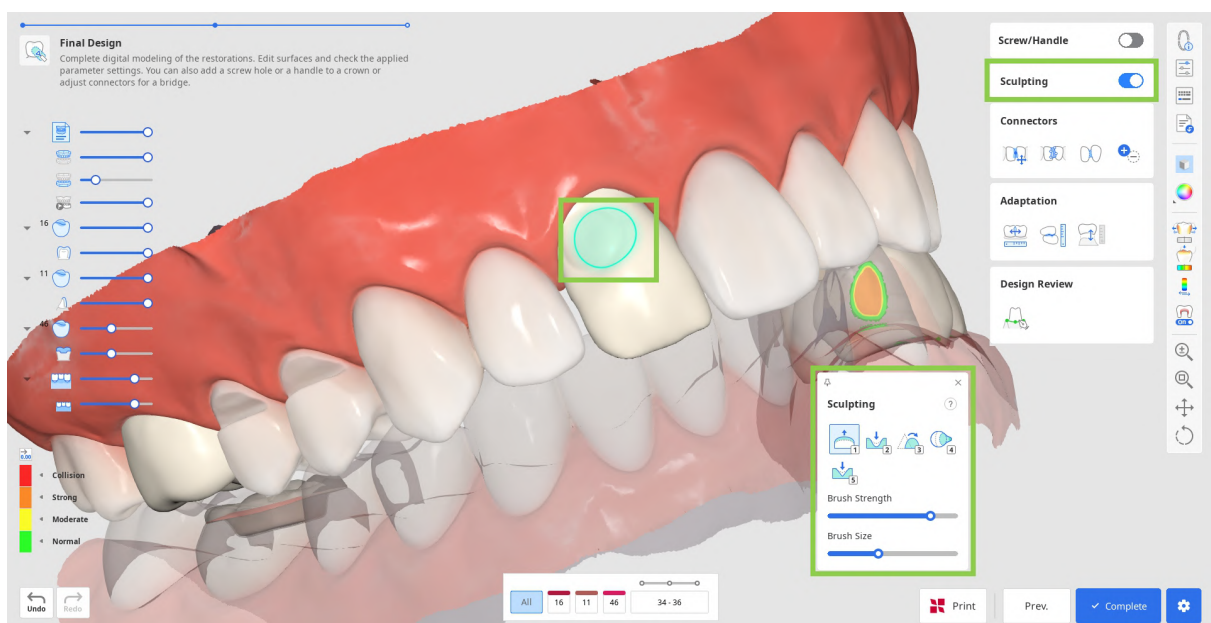 Final Design
Complete digital modeling of the restorations. Edit surfaces and check the applied
parameter settings. You can also add a screw hole or a handle to a crown or
adjust connectors for a bridge.
16
11
46
0.00
Collision
Strong
Moderate
Normal
Undo
Redo
All
16
11
46
34 - 36
Screw/Handle
Sculpting
Connectors
Adaptation
Design Review
Sculpting
?
1
2
3
4
5
Brush Strength
Brush Size
ON
Print
Prev.
Complete